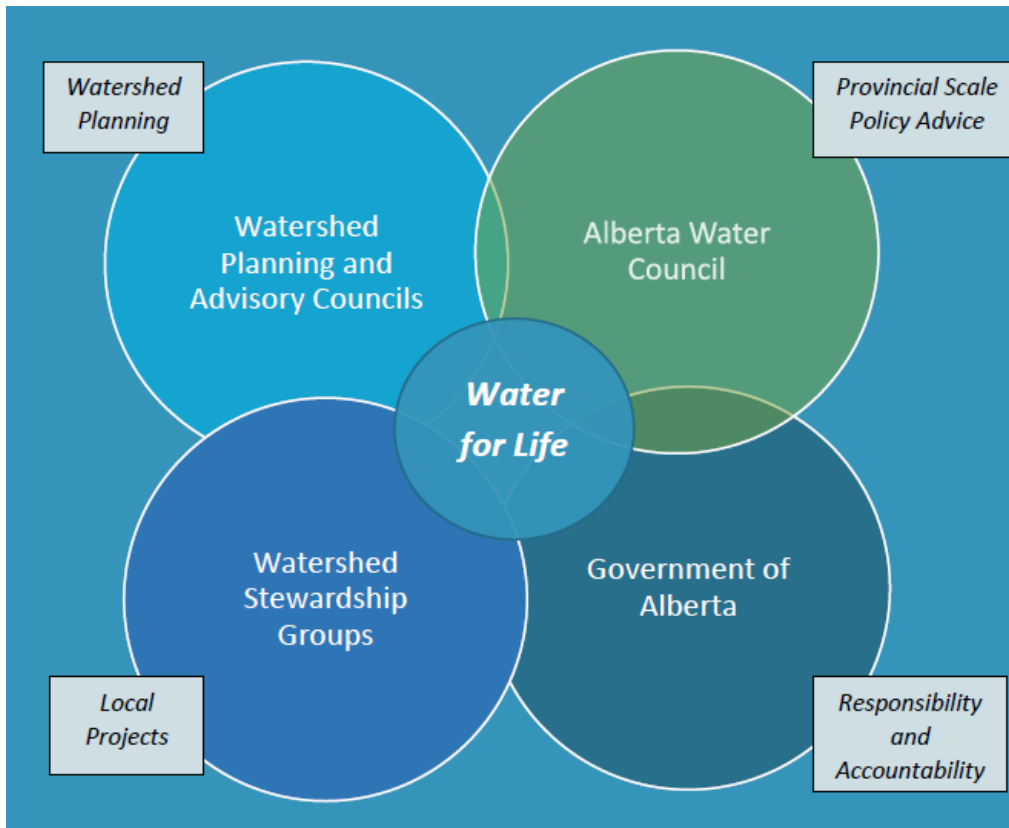 Watershed
Planning
Provincial Scale
Policy Advice
Watershed
Planning and
Advisory Councils
Alberta Water
Council
Water
for Life
Watershed
Stewardship
Groups
Government of
Alberta
Local
Projects
Responsibility
and
Accountability